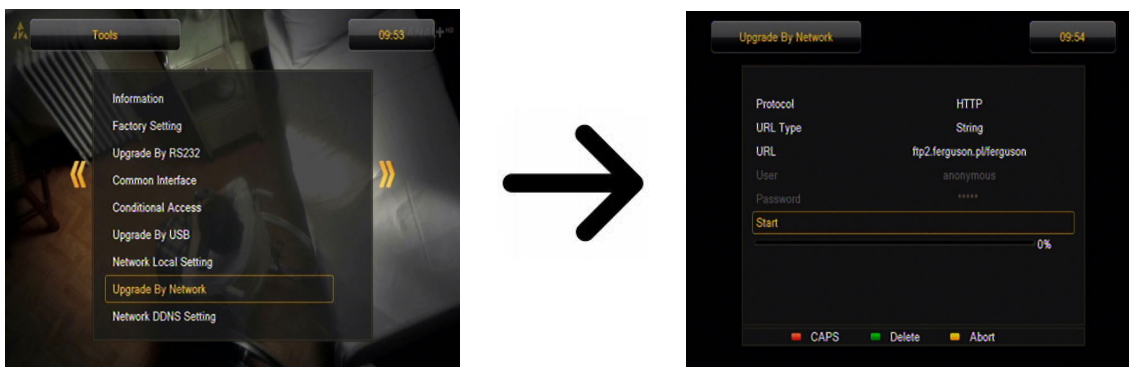 Tools
09:53
Information
Factory Setting
Upgrade By RS232
Common Interface
Conditional Access
Upgrade By USB
Network Local Setting
Upgrade By Network
Network DDNS Setting
Upgrade By Network
09:54
Protocol HTTP
URL Type String
URL ftp2.ferguson.pl/ferguson
User anonymous
Password *****
Start
0%
CAPS Delete Abort